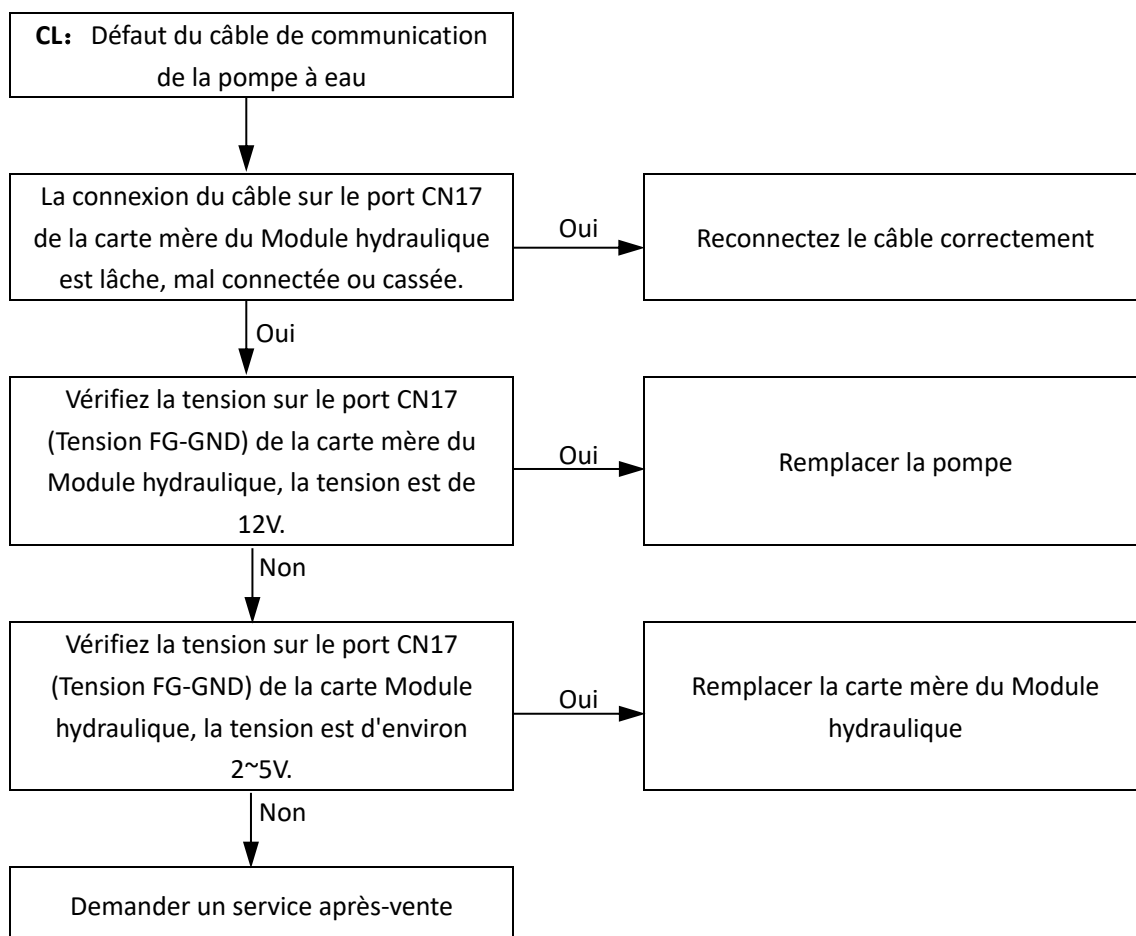 CL： Défaut du câble de communication
de la pompe à eau
La connexion du câble sur le port CN17
de la carte mère du Module hydraulique
est lâche, mal connectée ou cassée.
Oui
Reconnectez le câble correctement
Oui
Vérifiez la tension sur le port CN17
(Tension FG-GND) de la carte mère du
Module hydraulique, la tension est de
12V.
Oui
Remplacer la pompe
Non
Vérifiez la tension sur le port CN17
(Tension FG-GND) de la carte Module
hydraulique, la tension est d'environ
2~5V.
Oui
Remplacer la carte mère du Module
hydraulique
Non
Demander un service après-vente